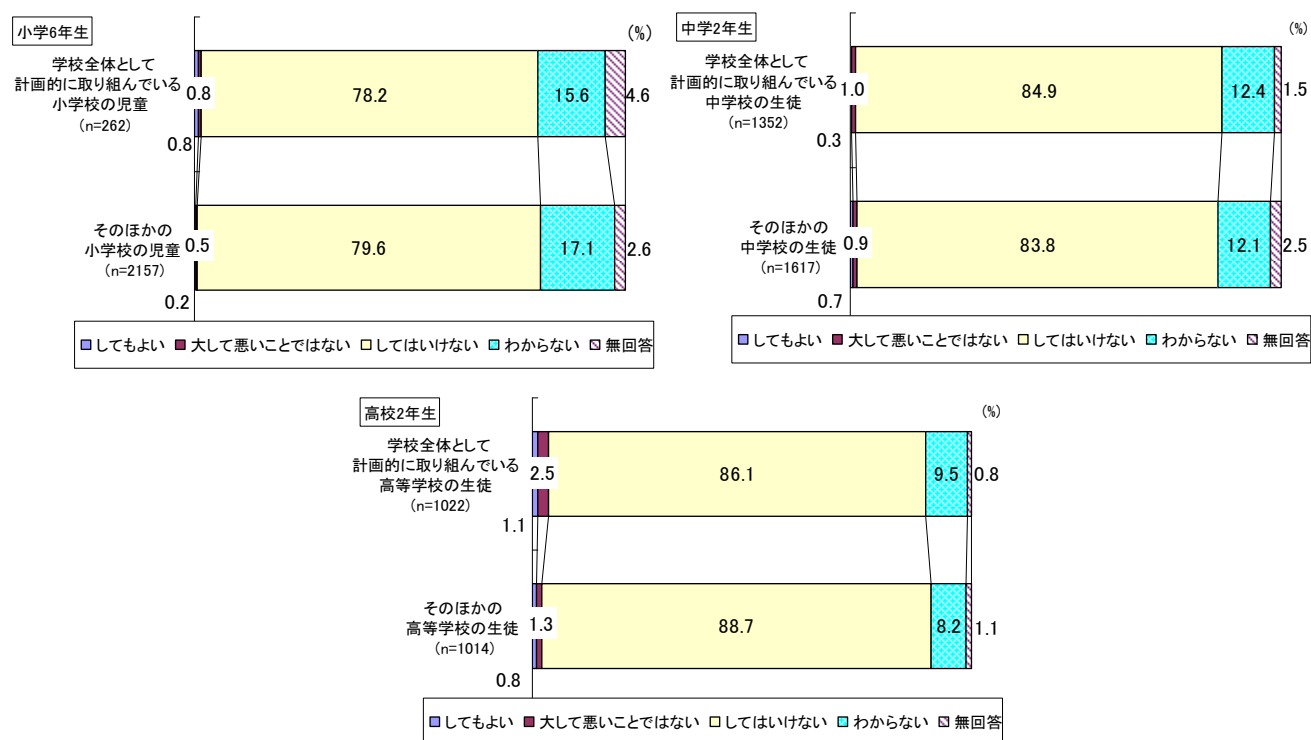 小学6年生
(%)
学校全体として
計画的に取り組んでいる
小学校の児童
(n=262)
0.8
78.2
15.6
4.6
0.8
そのほかの
小学校の児童
(n=2157)
0.5
79.6
17.1
2.6
0.2
してもよい 大して悪いことではない してはいけない わからない 無回答
中学2年生
(%)
学校全体として
計画的に取り組んでいる
中学校の生徒
(n=1352)
1.0
84.9
12.4
1.5
0.3
そのほかの
中学校の生徒
(n=1617)
0.9
83.8
12.1
2.5
0.7
してもよい 大して悪いことではない してはいけない わからない 無回答
高校2年生
(%)
学校全体として
計画的に取り組んでいる
高等学校の生徒
(n=1022)
2.5
86.1
9.5
0.8
1.1
そのほかの
高等学校の生徒
(n=1014)
1.3
88.7
8.2
1.1
0.8
してもよい 大して悪いことではない してはいけない わからない 無回答